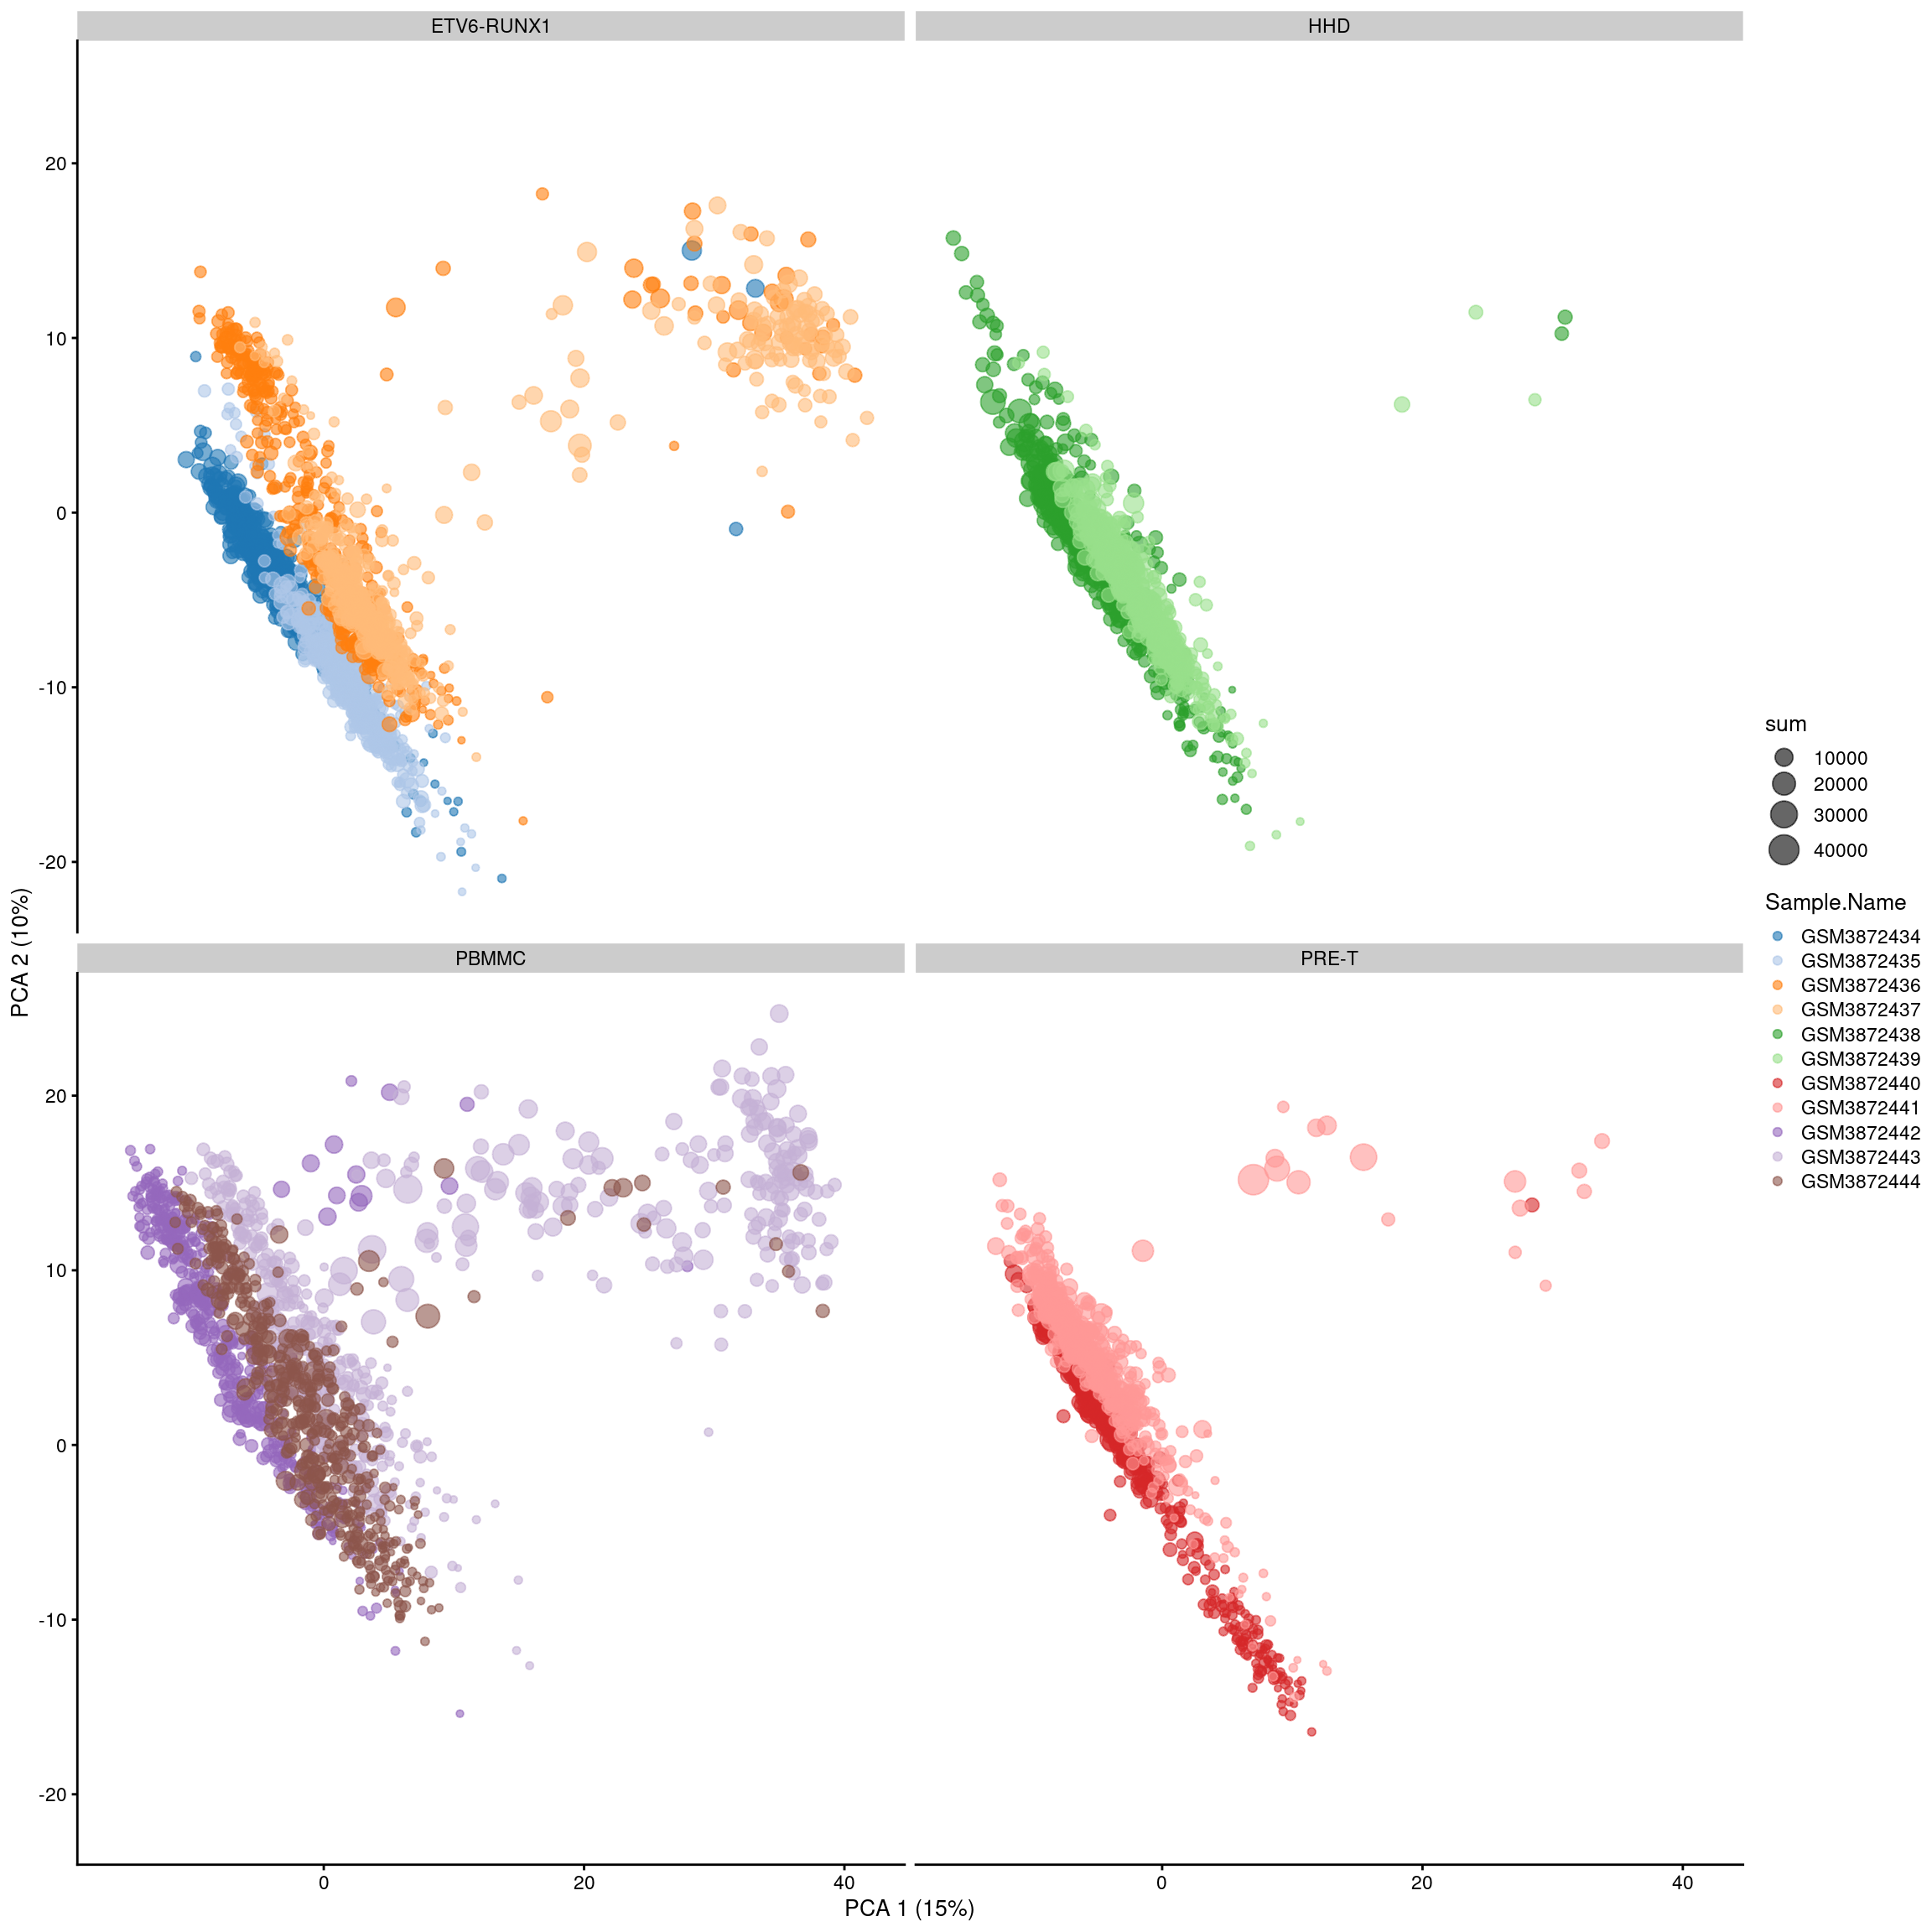 ETV6-RUNX1
HHD
20
10
0
-10
-20
PBMMC
PRE-T
20
10
0
-10
-20
0
20
40
0
20
40
PCA 1 (15%)
PCA 2 (10%)
sum
10000
20000
30000
40000
Sample.Name
GSM3872434
GSM3872435
GSM3872436
GSM3872437
GSM3872438
GSM3872439
GSM3872440
GSM3872441
GSM3872442
GSM3872443
GSM3872444